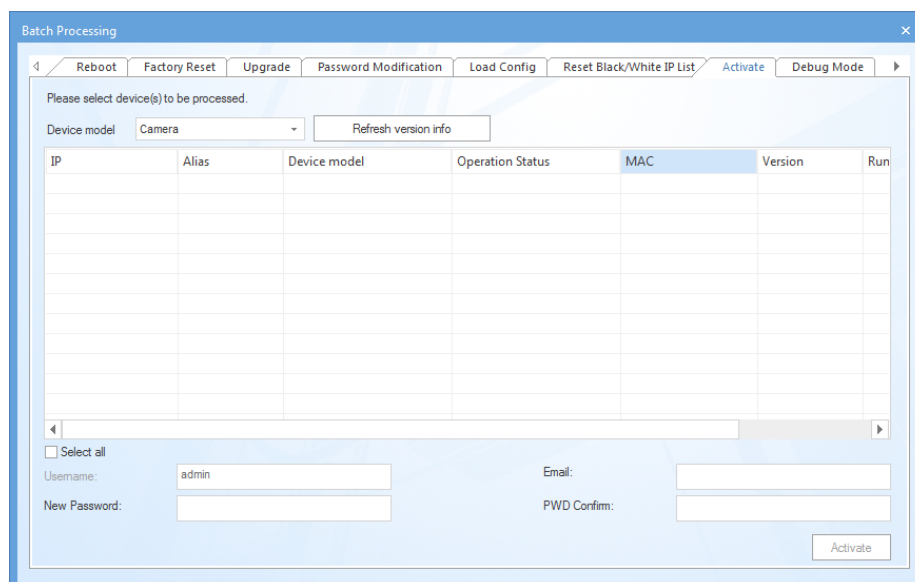 Batch Processing
Reboot Factory Reset Upgrade Password Modification Load Config Reset Black/White IP List Activate Debug Mode
Please select device(s) to be processed.
Device model Camera Refresh version info
IP Alias Device model Operation Status MAC Version Run
Select all
Username: admin Email:
New Password: PWD Confirm:
Activate